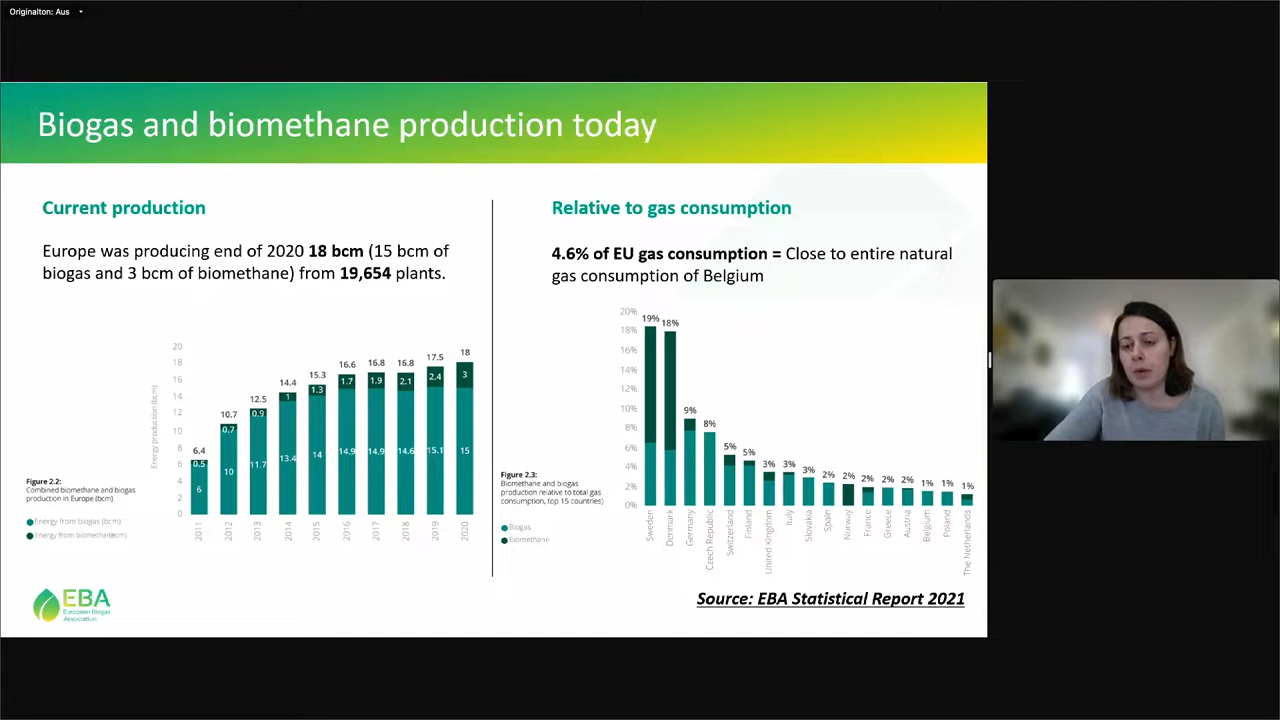 Originalton: Aus
Biogas and biomethane production today
Current production
Europe was producing end of 2020 18 bcm (15 bcm of
biogas and 3 bcm of biomethane) from 19,654 plants.
Energy production (bcm)
20
18
16
14
12
10
8
6
4
2
0
6.4
10.7
12.5
14.4
15.3
16.6
16.8
16.8
17.5
18
0.5
0.7
0.9
1
1.3
1.7
1.9
2.1
2.4
3
6
10
11.7
13.4
14
14.9
14.9
14.6
15.1
15
2011
2012
2013
2014
2015
2016
2017
2018
2019
2020
Figure 2.2:
Combined biomethane and biogas
production in Europe (bcm)
Energy from biogas (bcm)
Energy from biomethane (bcm)
EBA
European Biogas
Association
Relative to gas consumption
4.6% of EU gas consumption = Close to entire natural
gas consumption of Belgium
20%
18%
16%
14%
12%
10%
8%
6%
4%
2%
0%
19%
18%
9%
8%
5%
5%
3%
3%
3%
2%
2%
2%
2%
2%
1%
1%
1%
Sweden
Denmark
Germany
Czech Republic
Switzerland
Finland
United Kingdom
Italy
Slovakia
Spain
Norway
France
Greece
Austria
Belgium
Poland
The Netherlands
Figure 2.3:
Biomethane and biogas
production relative to total gas
consumption, top 15 countries)
Biogas
Biomethane
Source: EBA Statistical Report 2021